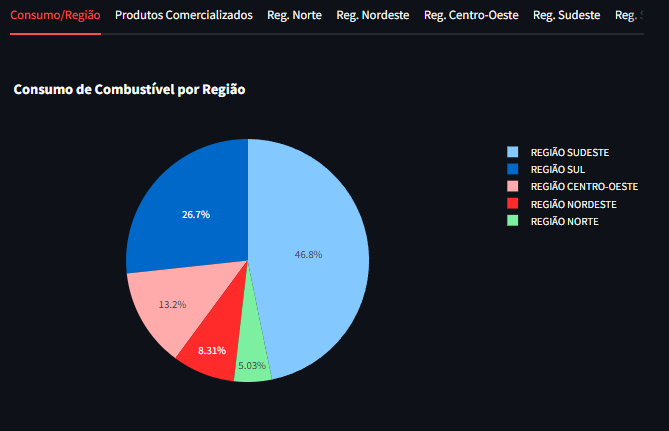 Consumo/Região Produtos Comercializados Reg. Norte Reg. Nordeste Reg. Centro-Oeste Reg. Sudeste Reg.
Consumo de Combustível por Região
REGIÃO SUDESTE
REGIÃO SUL
REGIÃO CENTRO-OESTE
REGIÃO NORDESTE
REGIÃO NORTE
26.7%
46.8%
13.2%
8.31%
5.03%